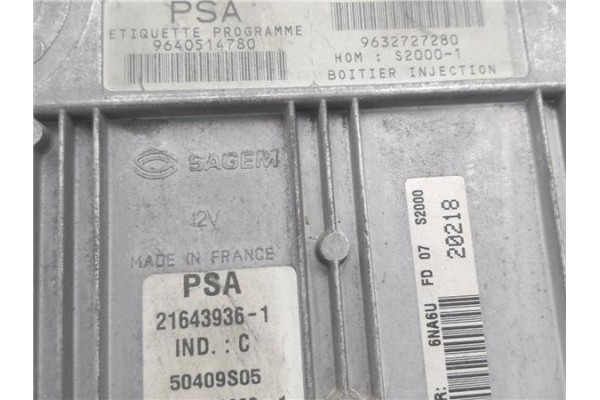 PSA
ETIQUETTE PROGRAMME
9640514780
9632727280
HOM : S2000-1
BOITIER INJECTION
SAGEM
12V
MADE IN FRANCE
PSA
21643936-1
IND. : C
50409S05
6NA6U FD 07 S2000
20218
R: